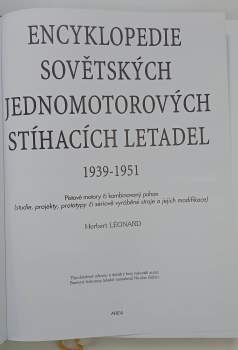 ENCYKLOPEDIE
SOVĚTSKÝCH
JEDNOMOTOROVÝCH
STÍHACÍCH LETADEL
1939-1951
Pístové motory či kombinovaný pohon
(studie, projekty, prototypy či sériově vyráběné stroje a jejich modifikace)
Herbert LÉONARD